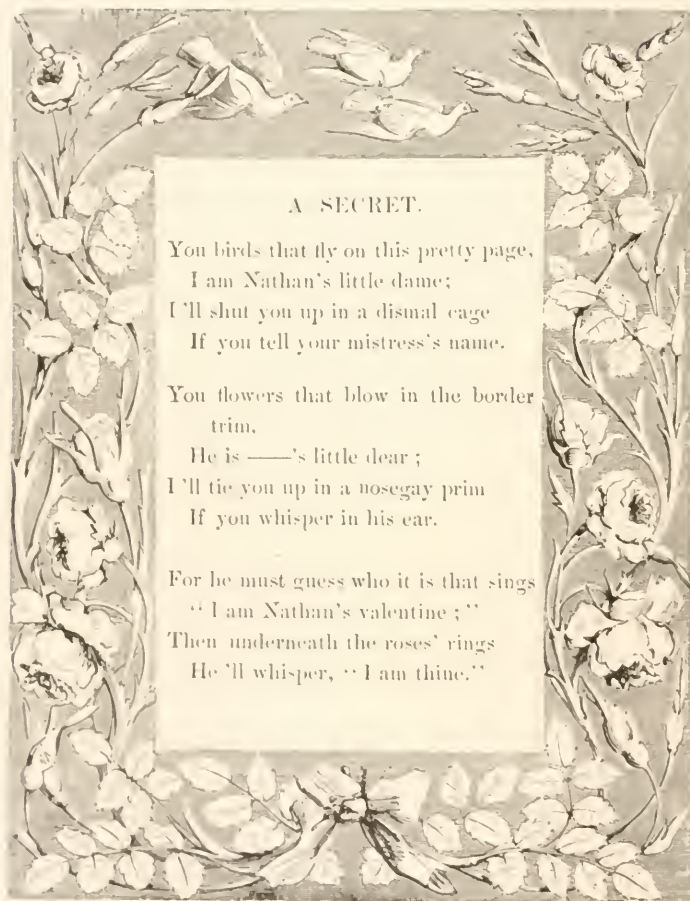 A SECRET.
You birds that fly on this pretty page,
I am Nathan's little dame;
I'll shut you up in a dismal cage
If you tell your mistress's name.
You flowers that blow in the border
trim,
He is ——'s little dear;
I'll tie you up in a nosegay prim
If you whisper in his ear.
For he must guess who it is that sings
"I am Nathan's valentine;"
Then underneath the roses' rings
He'll whisper, "I am thine."